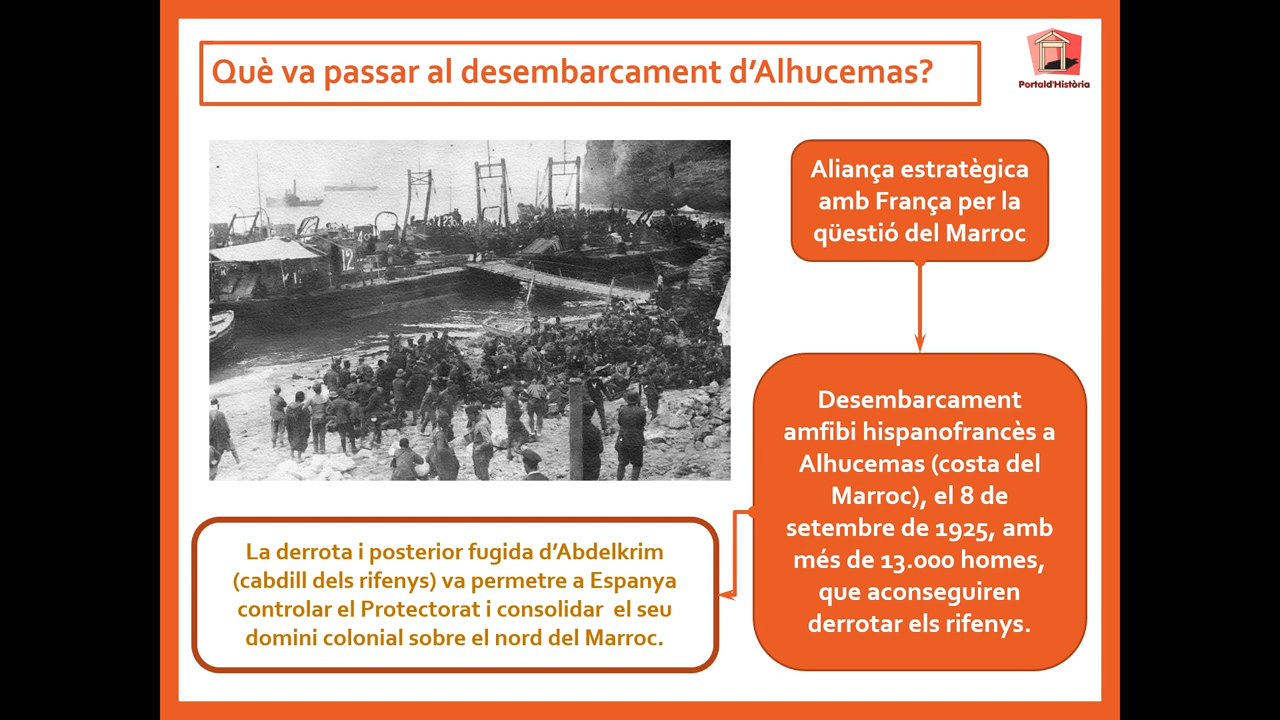 Què va passar al desembarcament d’Alhucemas?
Portald'Història
Aliança estratègica
amb França per la
qüestió del Marroc
12
Desembarcament
amfibi hispanofrancès a
Alhucemas (costa del
Marroc), el 8 de
setembre de 1925, amb
més de 13.000 homes,
que aconseguiren
derrotar els rifenys.
La derrota i posterior fugida d’Abdelkrim
(cabdill dels rifenys) va permetre a Espanya
controlar el Protectorat i consolidar  el seu
domini colonial sobre el nord del Marroc.